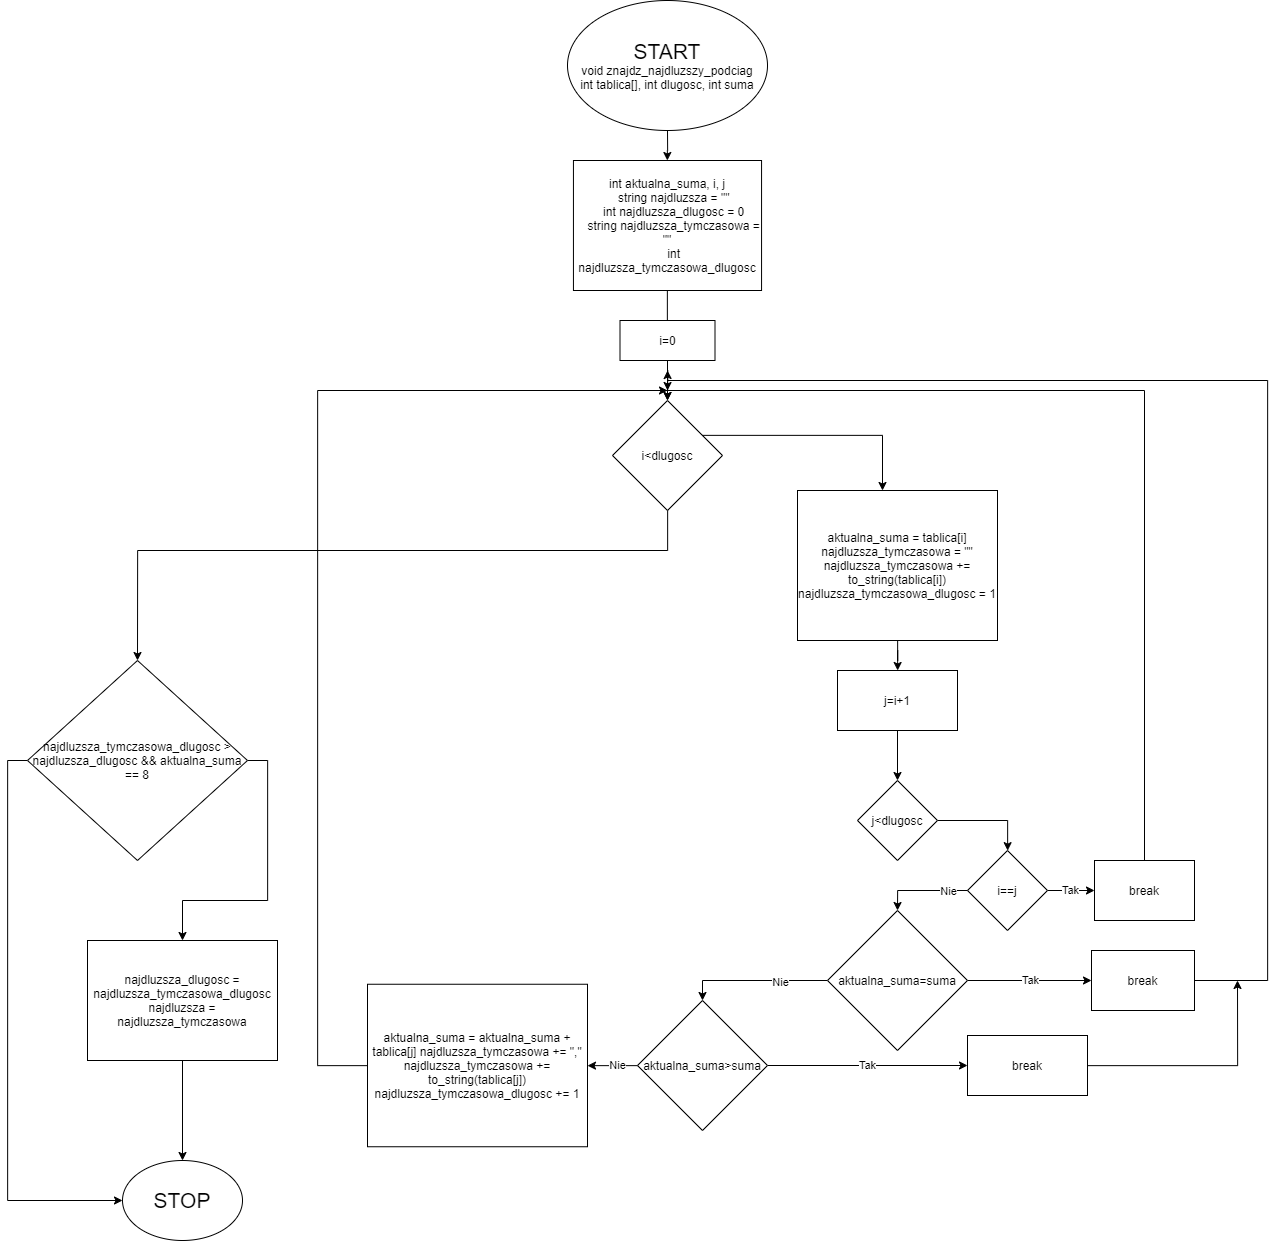 START
void znajdz_najdluzszy_podciag
int tablica[], int dlugosc, int suma
int aktualna_suma, i, j
string najdluzsza = ""
int najdluzsza_dlugosc = 0
string najdluzsza_tymczasowa =
""
int
najdluzsza_tymczasowa_dlugosc
i=0
i<dlugosc
aktualna_suma = tablica[i]
najdluzsza_tymczasowa = ""
najdluzsza_tymczasowa +=
to_string(tablica[i])
najdluzsza_tymczasowa_dlugosc = 1
j=i+1
najdluzsza_tymczasowa_dlugosc >
najdluzsza_dlugosc && aktualna_suma
== 8
j<dlugosc
Nie
i==j
Tak
break
najdluzsza_dlugosc =
najdluzsza_tymczasowa_dlugosc
najdluzsza =
najdluzsza_tymczasowa
Nie
aktualna_suma=suma
Tak
break
aktualna_suma = aktualna_suma +
tablica[j] najdluzsza_tymczasowa += ","
najdluzsza_tymczasowa +=
to_string(tablica[j])
najdluzsza_tymczasowa_dlugosc += 1
Nie
aktualna_suma>suma
Tak
break
STOP